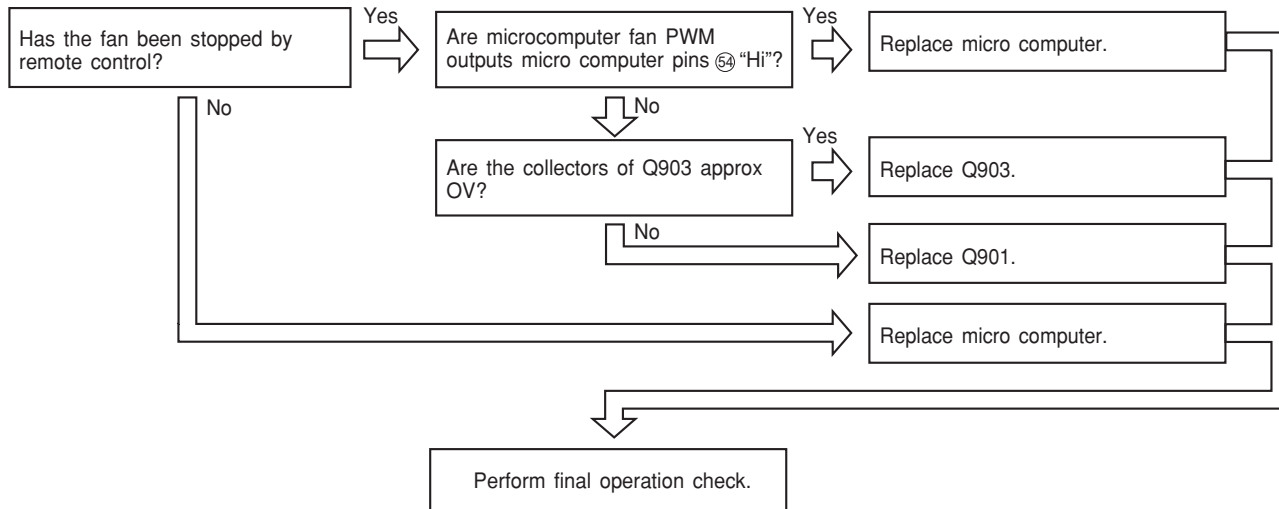 Has the fan been stopped by
remote control?
Yes
Are microcomputer fan PWM
outputs micro computer pins ㊴ “Hi”?
Yes
Replace micro computer.
No
No
Are the collectors of Q903 approx
OV?
Yes
Replace Q903.
No
Replace Q901.
Replace micro computer.
Perform final operation check.